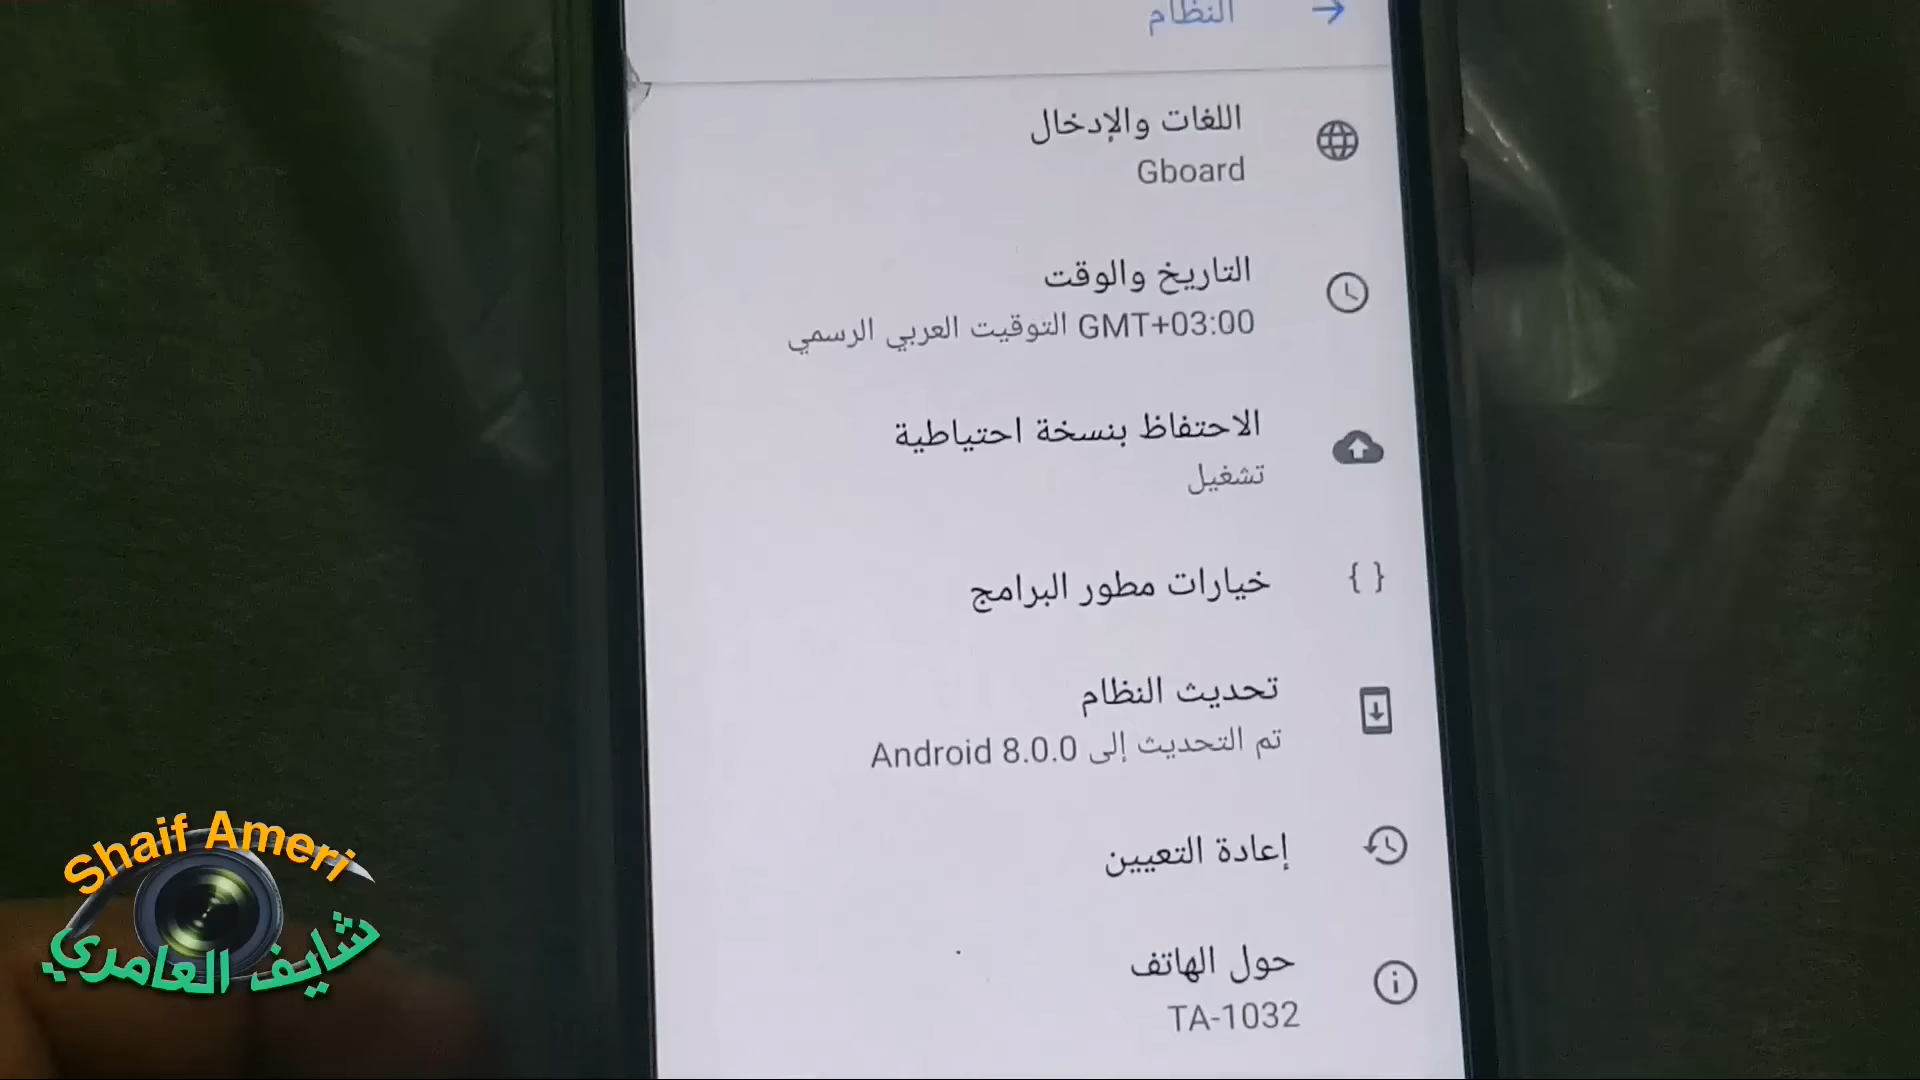 النظام
اللغات والإدخال
Gboard
التاريخ والوقت
GMT+03:00 التوقيت العربي الرسمي
الاحتفاظ بنسخة احتياطية
تشغيل
{ } خيارات مطور البرامج
تحديث النظام
تم التحديث إلى Android 8.0.0
إعادة التعيين
حول الهاتف
TA-1032
Shaif Ameri
شايف العامري